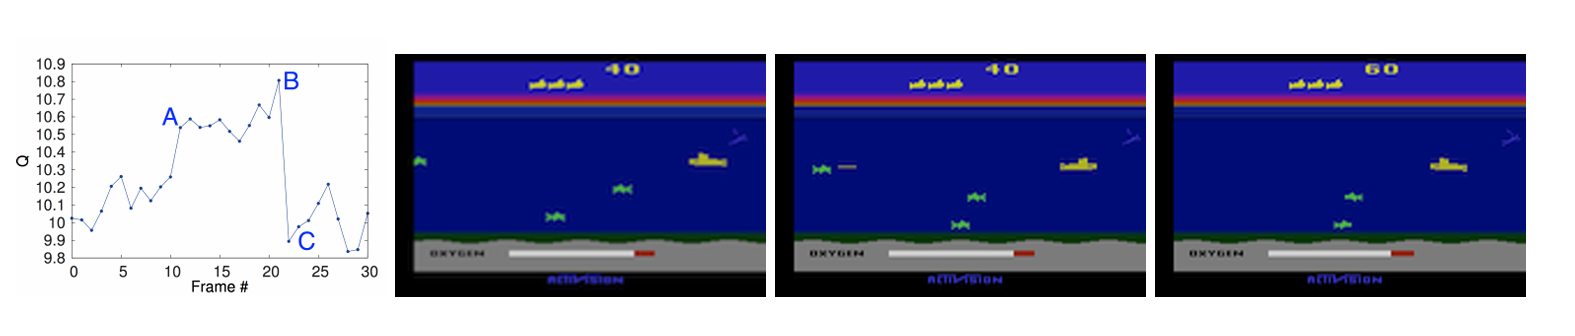 10.9
10.8
10.7
10.6
10.5
10.4
10.3
10.2
10.1
10
9.9
9.8
Q
A
B
C
0 5 10 15 20 25 30
Frame #
40
OXYGEN
ACTIVISION
40
OXYGEN
ACTIVISION
60
OXYGEN
ACTIVISION